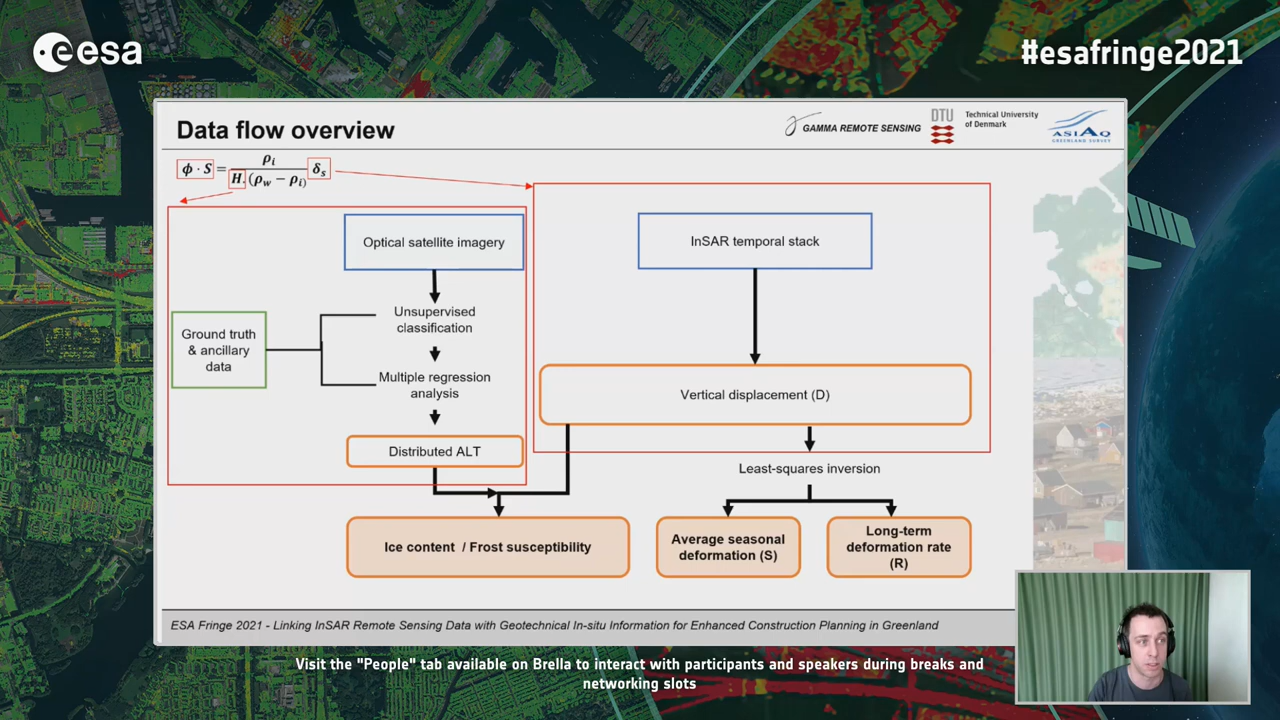 esa
#esafringe2021
Data flow overview
GAMMA REMOTE SENSING
DTU
Technical University
of Denmark
ASIAQ
GREENLAND SURVEY
ϕ · S = ρi / H (ρw − ρi) δs
Optical satellite imagery
InSAR temporal stack
Unsupervised
classification
Ground truth
& ancillary
data
Multiple regression
analysis
Vertical displacement (D)
Distributed ALT
Least-squares inversion
Ice content / Frost susceptibility
Average seasonal
deformation (S)
Long-term
deformation rate
(R)
ESA Fringe 2021 - Linking InSAR Remote Sensing Data with Geotechnical In-situ Information for Enhanced Construction Planning in Greenland
Visit the "People" tab available on Brella to interact with participants and speakers during breaks and
networking slots